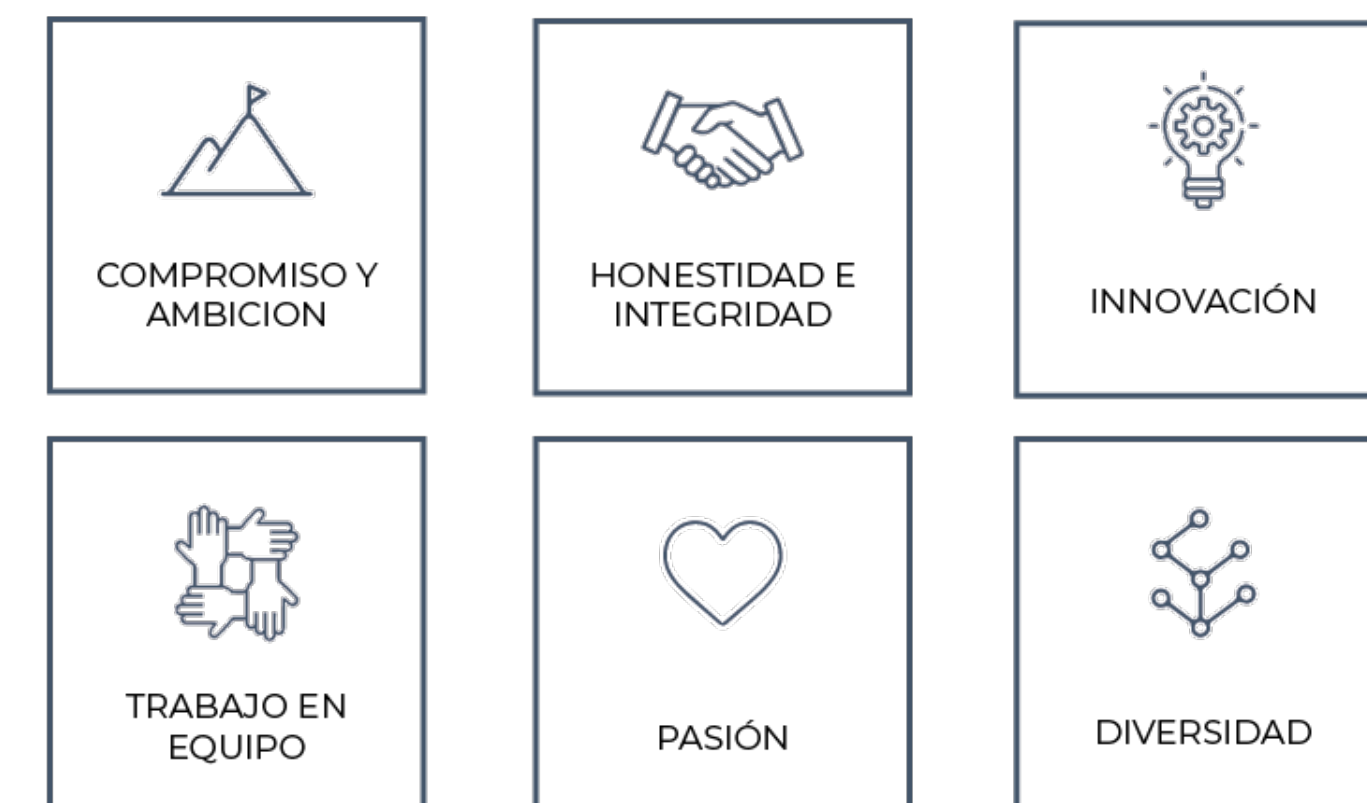 COMPROMISO Y
AMBICION
HONESTIDAD E
INTEGRIDAD
INNOVACIÓN
TRABAJO EN
EQUIPO
PASIÓN
DIVERSIDAD